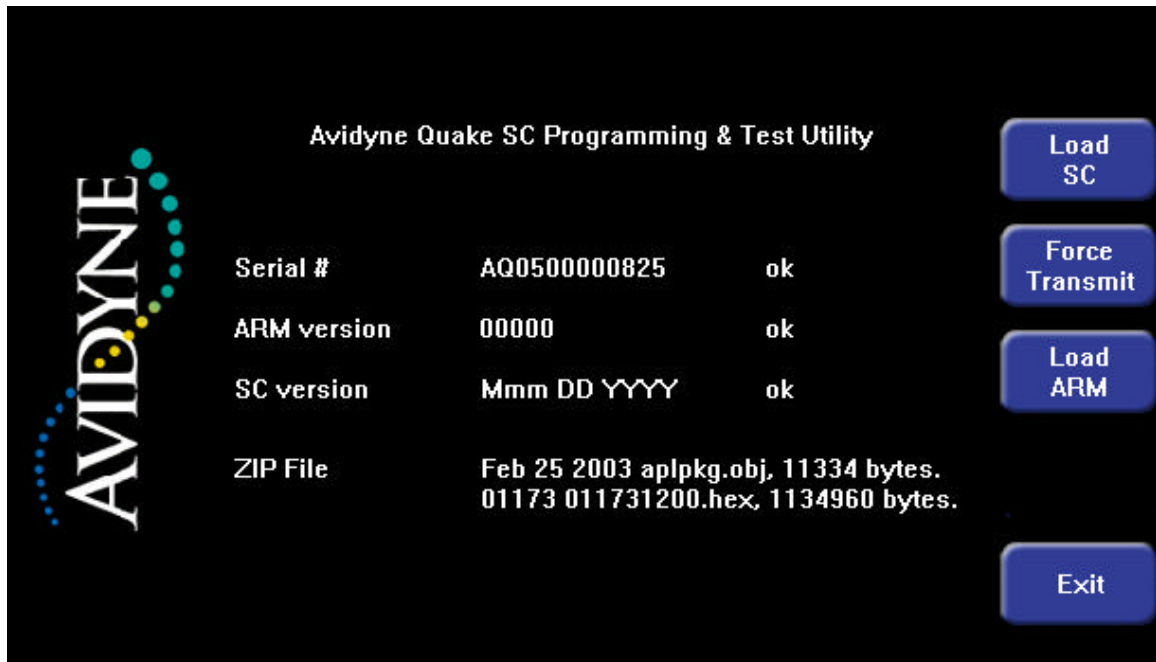 AVIDYNE
Avidyne Quake SC Programming & Test Utility
Serial # AQ0500000825 ok
ARM version 00000 ok
SC version Mmm DD YYYY ok
ZIP File Feb 25 2003 aplpkg.obj, 11334 bytes.
01173 011731200.hex, 1134960 bytes.
Load
SC
Force
Transmit
Load
ARM
Exit